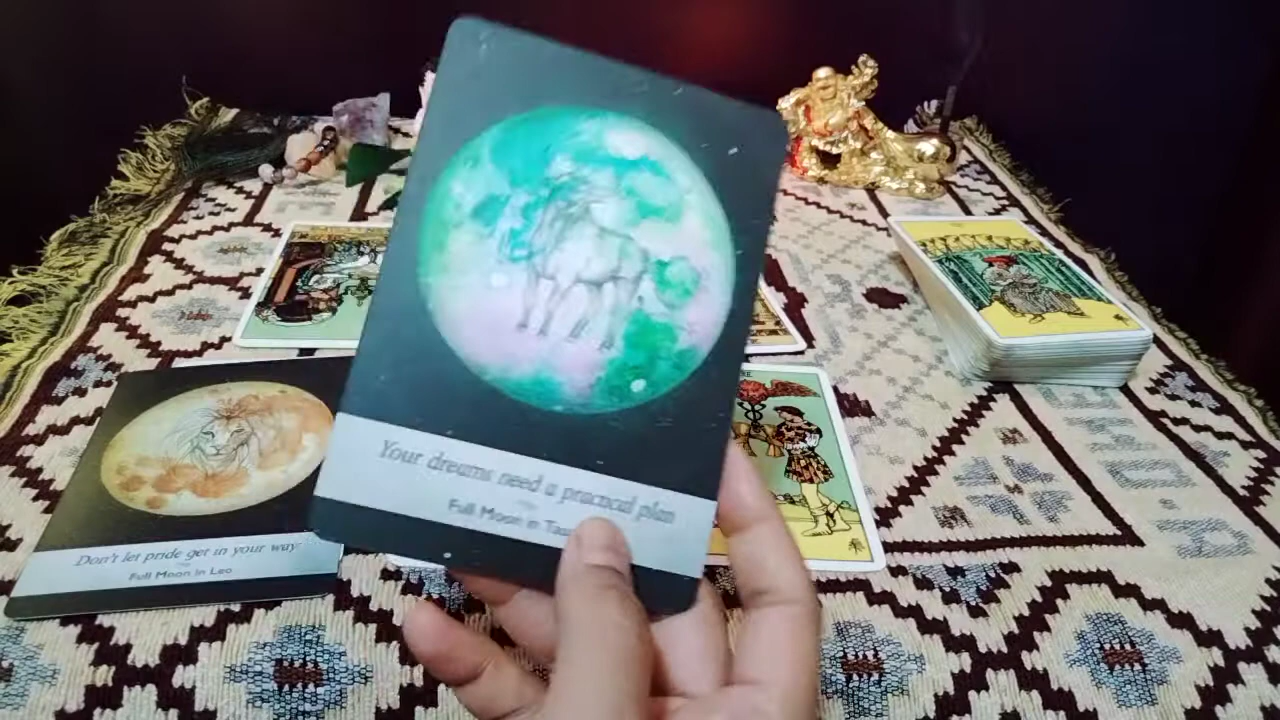 Your dreams need a practical plan
Full Moon in
Don't let pride get in your way
Full Moon in Leo